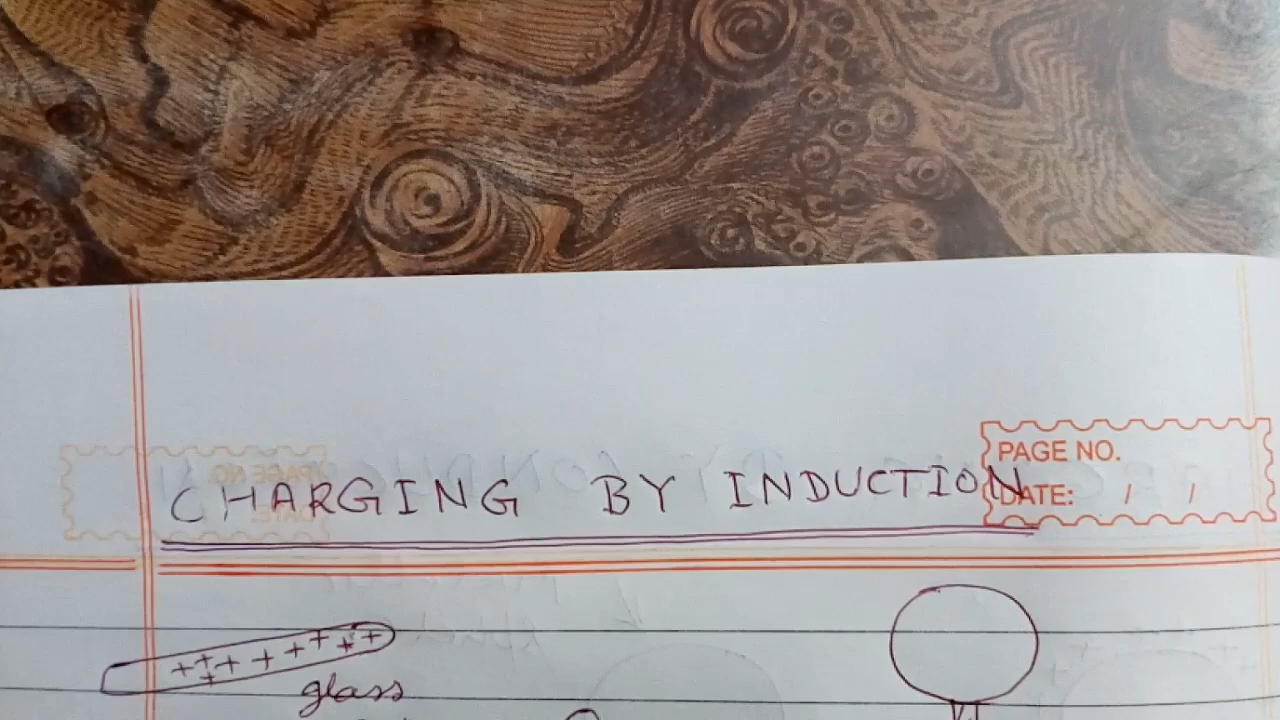 PAGE NO.
CHARGING BY INDUCTION
DATE: / /
+ + + + + + + + +
glass